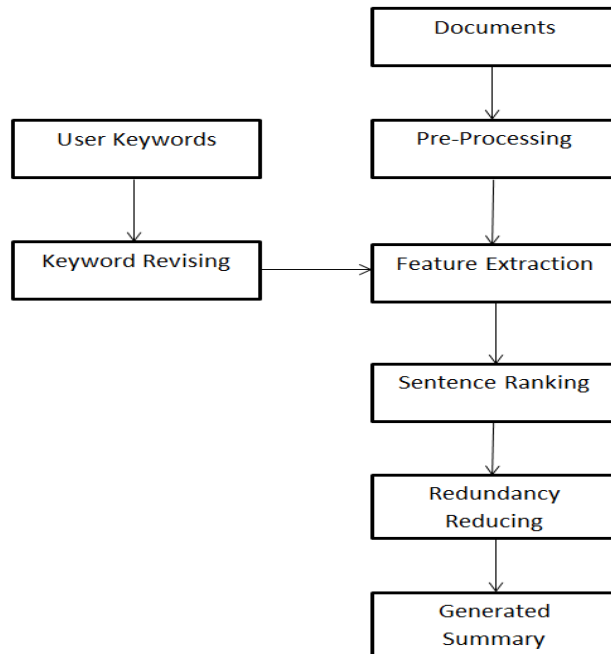 Documents
User Keywords
Pre-Processing
Keyword Revising
Feature Extraction
Sentence Ranking
Redundancy
Reducing
Generated
Summary